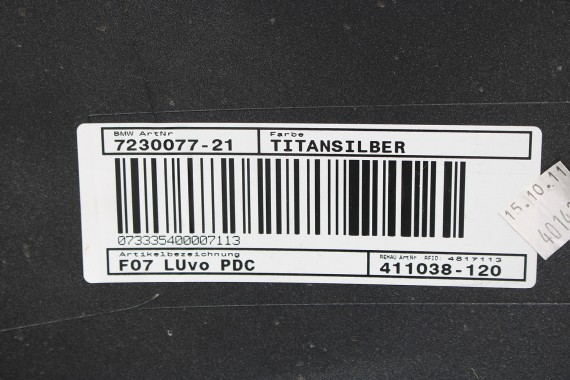 BMW ArtNr
7230077-21
Farbe
TITANSILBER
073335400007113
Artikelbezeichnung
F07 LUvo PDC
REHAU ArtNr RFID: 4817113
411038-120
15.10.11